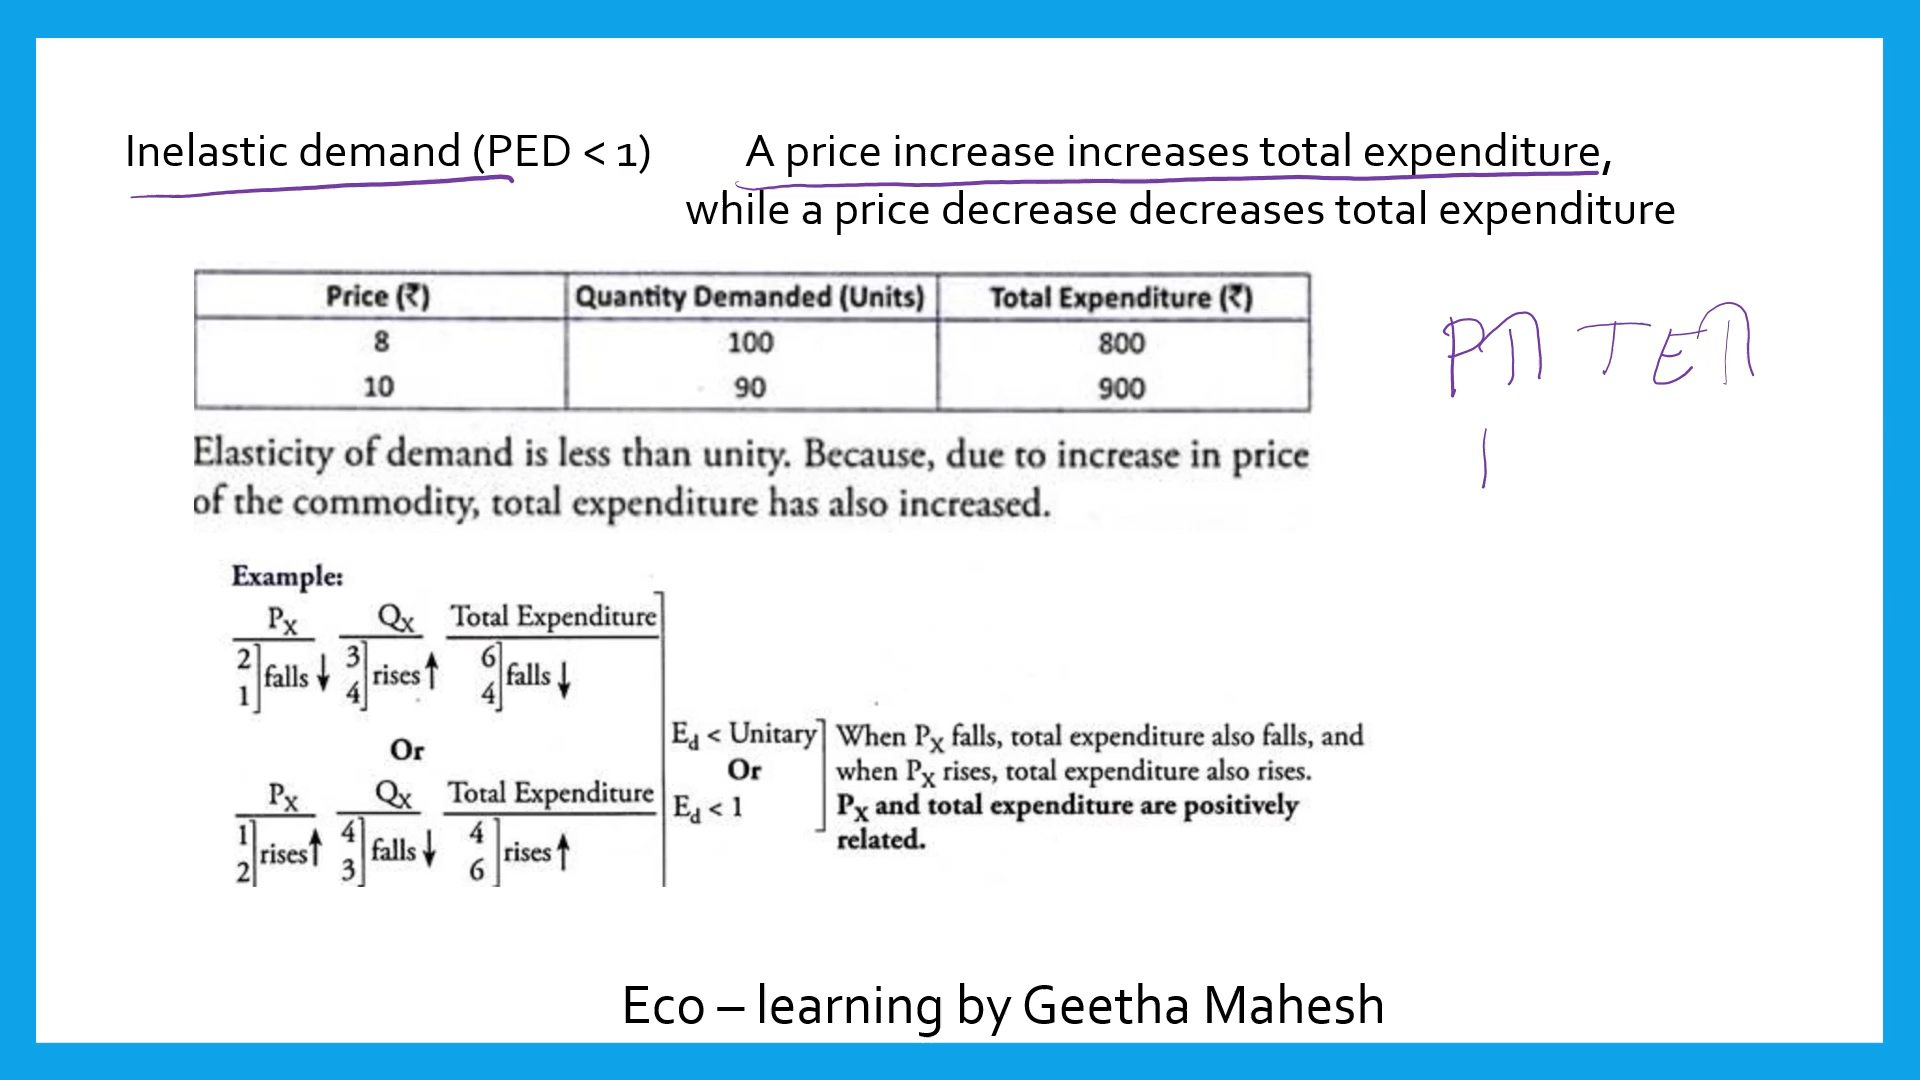 Inelastic demand (PED < 1) A price increase increases total expenditure,
while a price decrease decreases total expenditure
Price (₹) Quantity Demanded (Units) Total Expenditure (₹)
8 100 800
10 90 900
P↑ TE↑
Elasticity of demand is less than unity. Because, due to increase in price
of the commodity, total expenditure has also increased.
Example:
Px Qx Total Expenditure
2 3 6
falls ↓ rises ↑ falls ↓
1 4 4
Ed < Unitary When Px falls, total expenditure also falls, and
Or Or when Px rises, total expenditure also rises.
Px Qx Total Expenditure Ed < 1 Px and total expenditure are positively
related.
1 4 4
rises ↑ falls ↓ rises ↑
2 3 6
Eco – learning by Geetha Mahesh